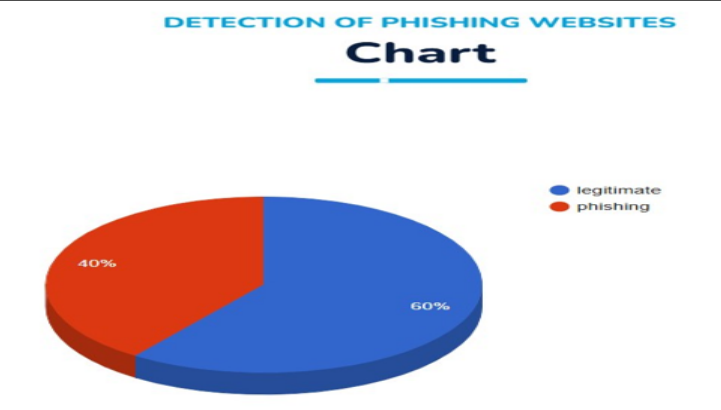 DETECTION OF PHISHING WEBSITES
Chart
legitimate
phishing
40%
60%